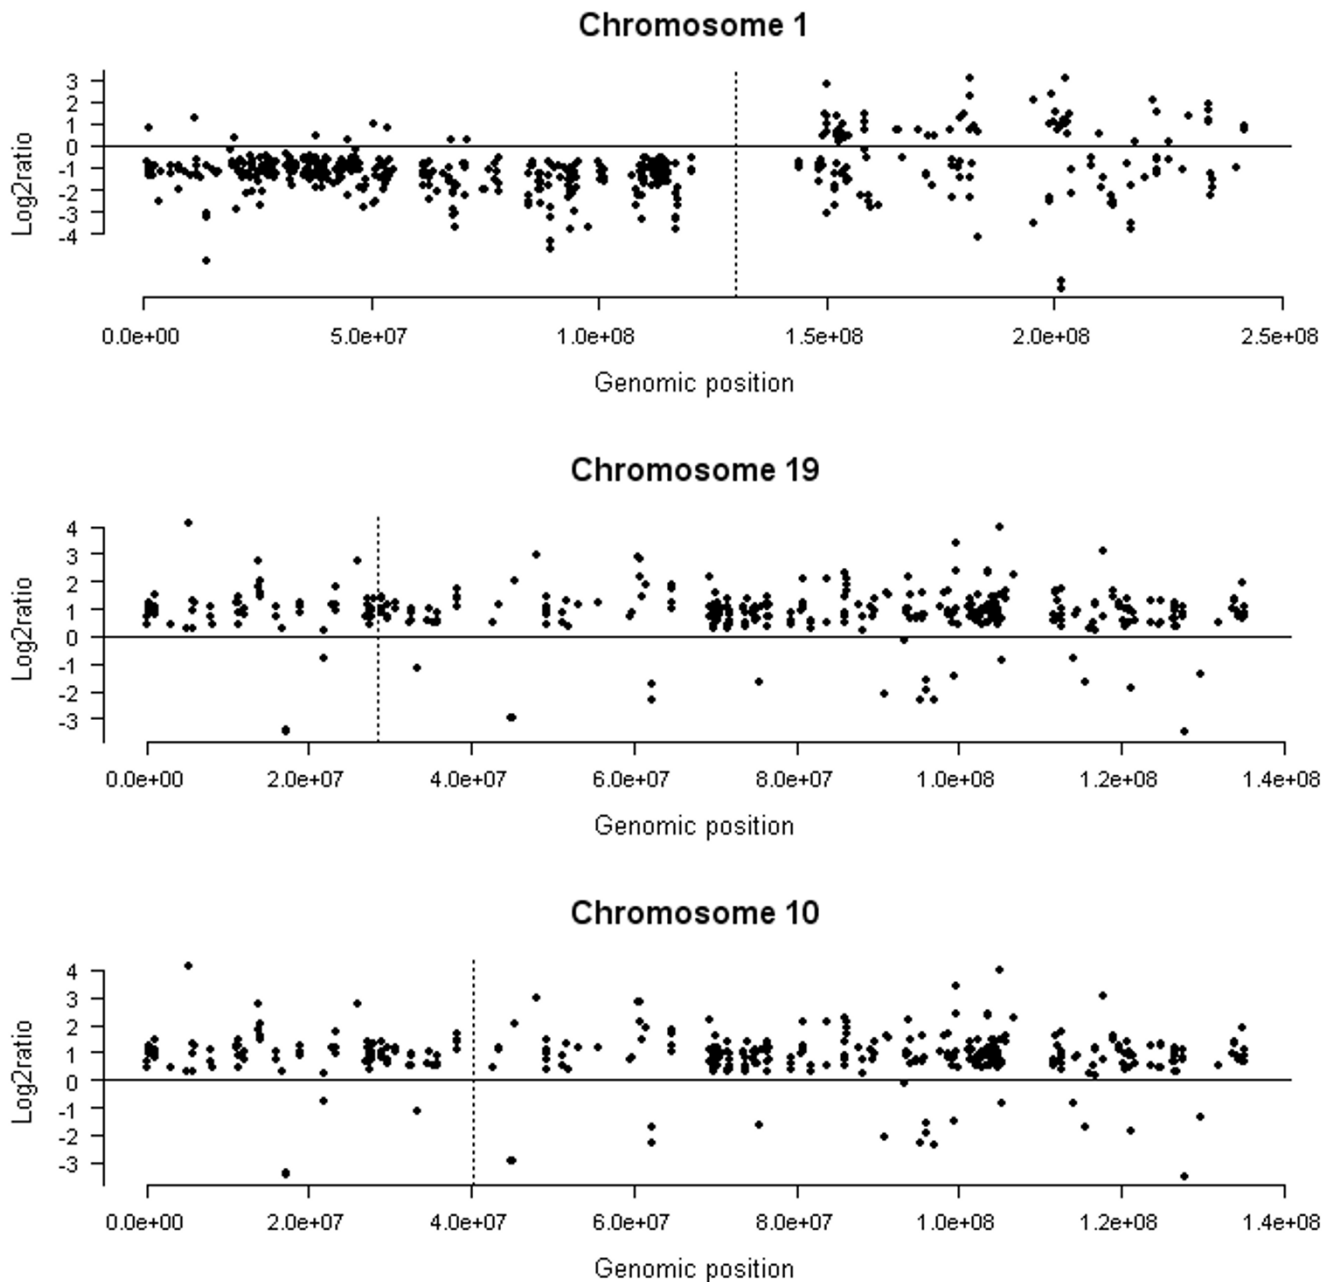 Chromosome 1
3
2
1
0
-1
-2
-3
-4
Log2ratio
0.0e+00 5.0e+07 1.0e+08 1.5e+08 2.0e+08 2.5e+08
Genomic position
Chromosome 19
4
3
2
1
0
-1
-2
-3
Log2ratio
0.0e+00 2.0e+07 4.0e+07 6.0e+07 8.0e+07 1.0e+08 1.2e+08 1.4e+08
Genomic position
Chromosome 10
4
3
2
1
0
-1
-2
-3
Log2ratio
0.0e+00 2.0e+07 4.0e+07 6.0e+07 8.0e+07 1.0e+08 1.2e+08 1.4e+08
Genomic position